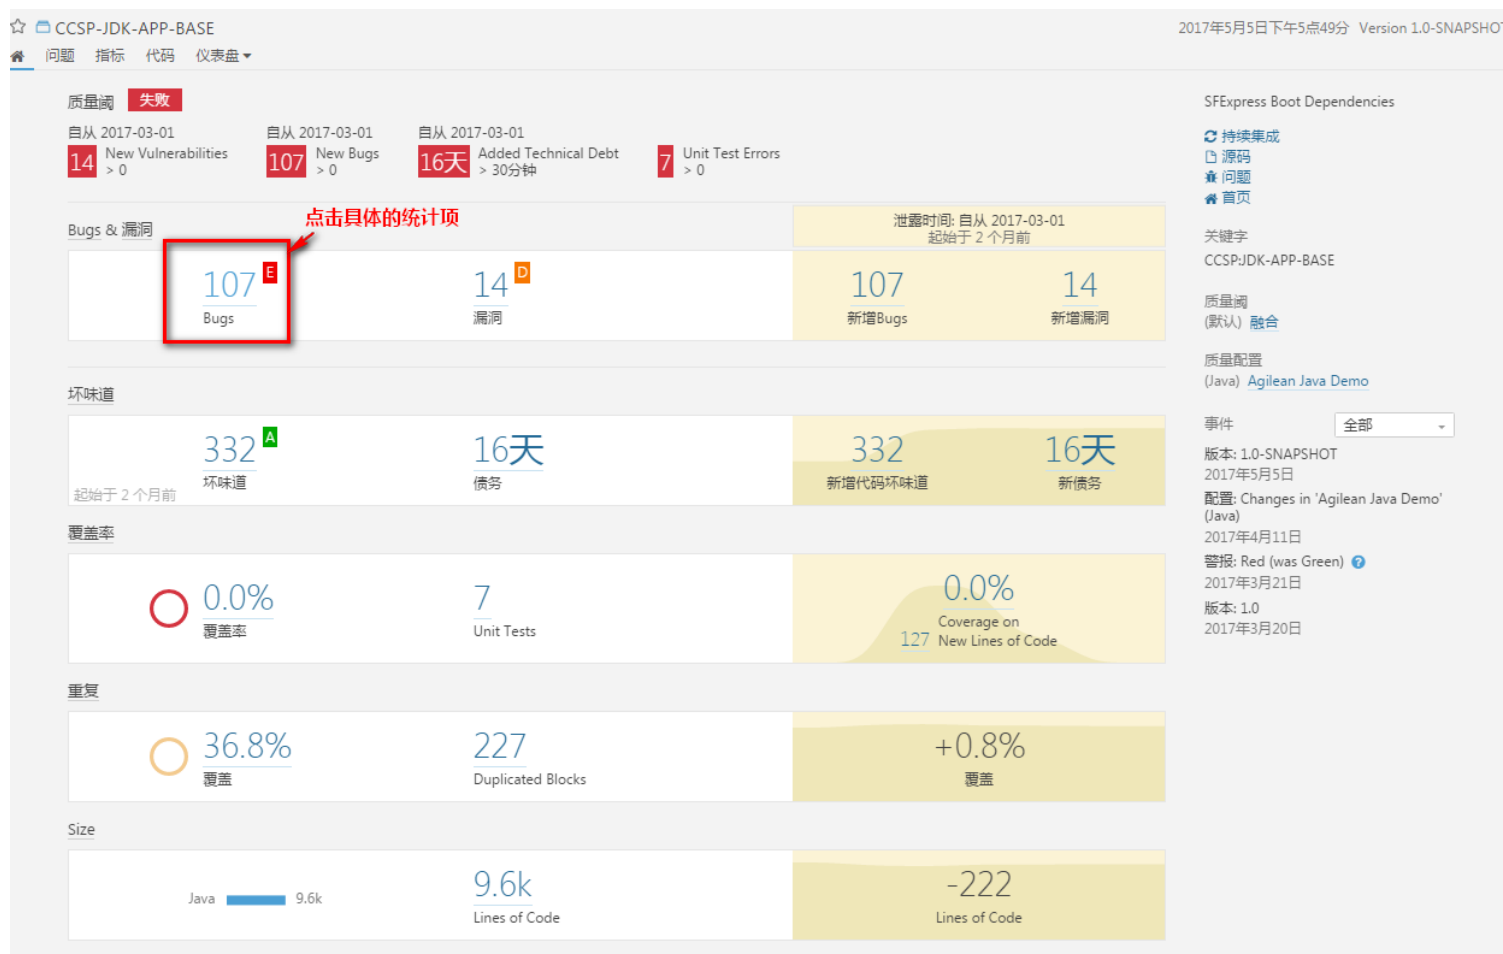 CCSP-JDK-APP-BASE
2017年5月5日下午5点49分 Version 1.0-SNAPSHOT
问题 指标 代码 仪表盘
质量阈 失败
自从 2017-03-01
14 New Vulnerabilities
> 0
自从 2017-03-01
107 New Bugs
> 0
自从 2017-03-01
16天 Added Technical Debt
> 30分钟
7 Unit Test Errors
> 0
点击具体的统计项
Bugs & 漏洞
泄露时间: 自从 2017-03-01
起始于 2 个月前
107 E
Bugs
14 D
漏洞
107
新增Bugs
14
新增漏洞
坏味道
332 A
坏味道
起始于 2 个月前
16天
债务
332
新增代码坏味道
16天
新债务
覆盖率
0.0%
覆盖率
7
Unit Tests
0.0%
Coverage on
127 New Lines of Code
重复
36.8%
覆盖
227
Duplicated Blocks
+0.8%
覆盖
Size
Java 9.6k
9.6k
Lines of Code
-222
Lines of Code
SFExpress Boot Dependencies
持续集成
源码
问题
首页
关键字
CCSP:JDK-APP-BASE
质量阈
(默认) 融合
质量配置
(Java) Agilean Java Demo
事件 全部
版本: 1.0-SNAPSHOT
2017年5月5日
配置: Changes in 'Agilean Java Demo'
(Java)
2017年4月11日
警报: Red (was Green) ?
2017年3月21日
版本: 1.0
2017年3月20日